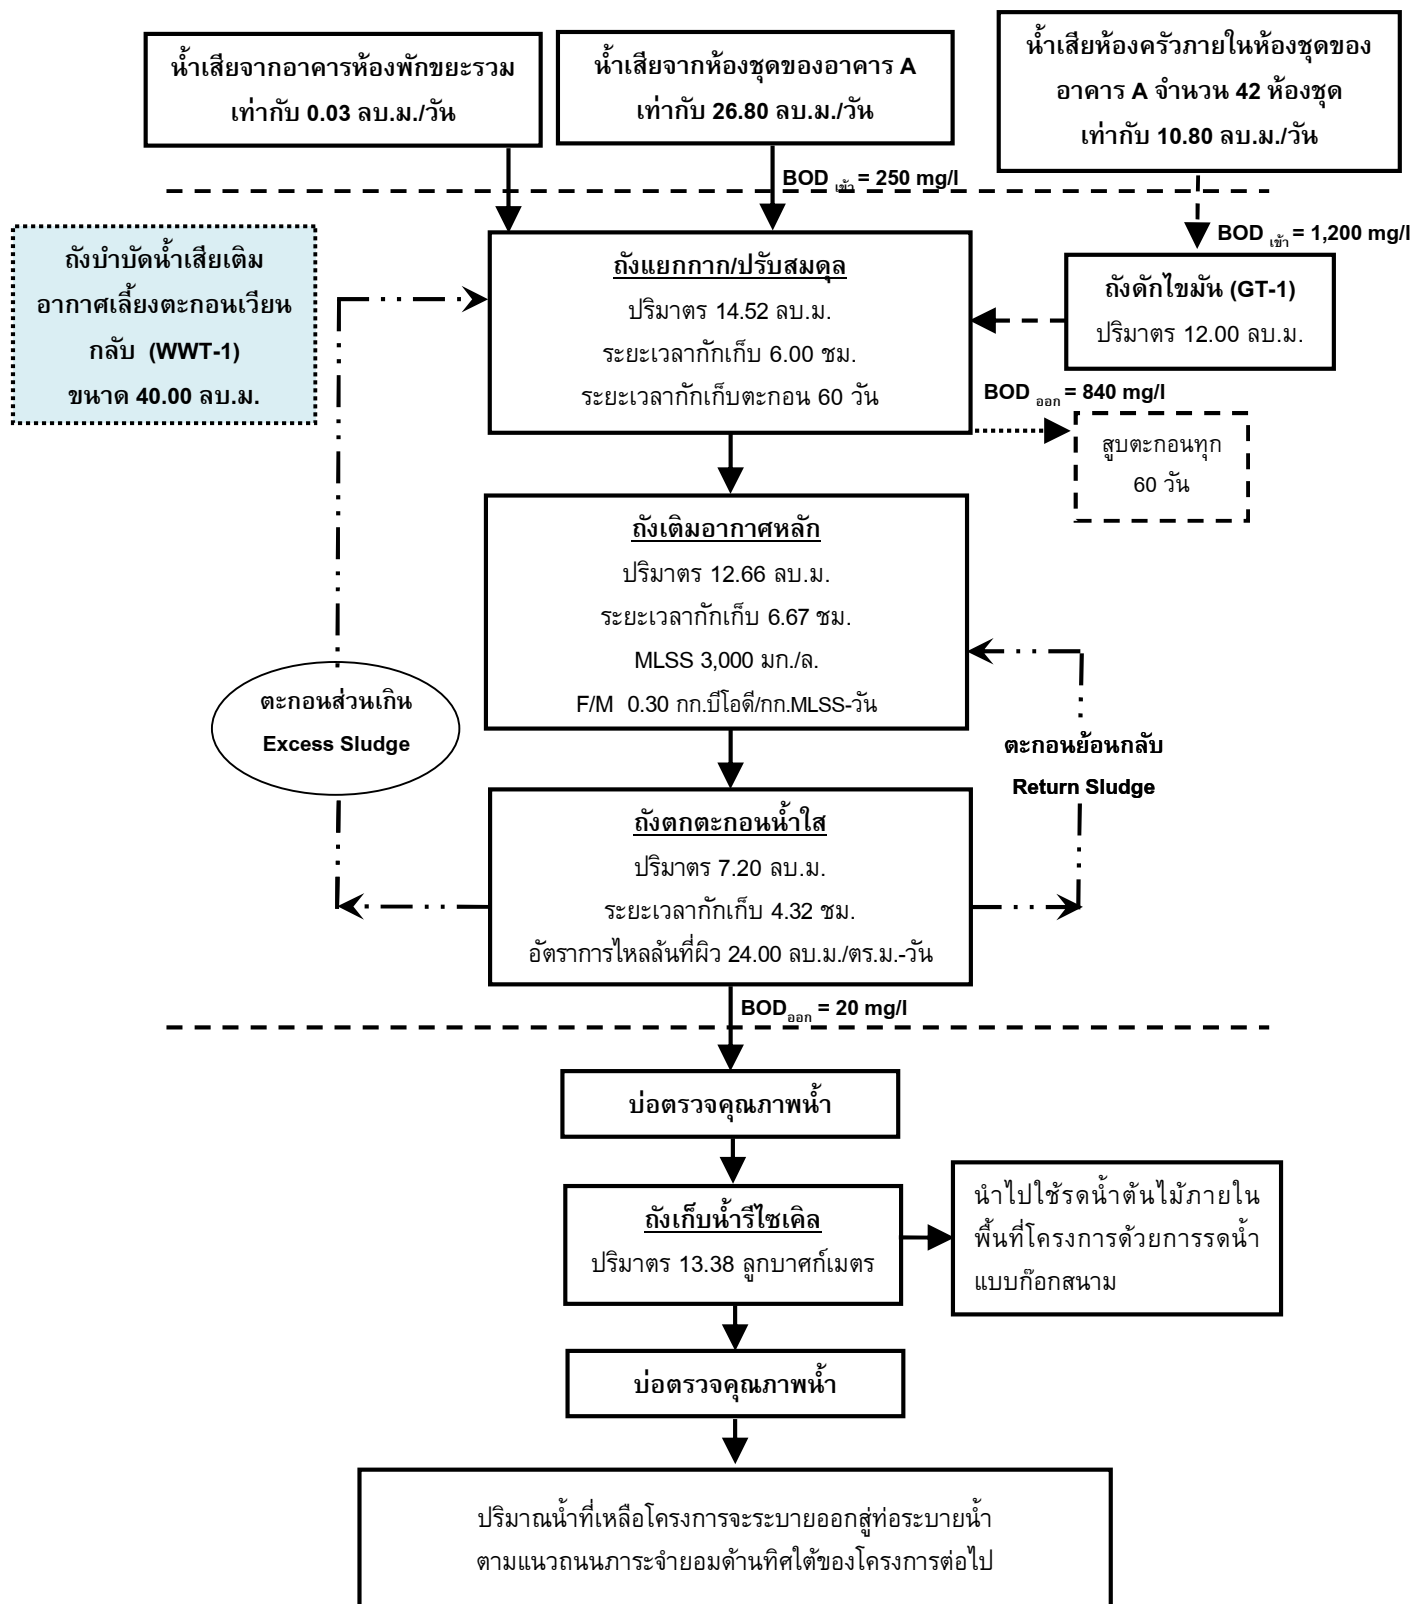 น้ำเสียจากอาคารห้องพักขยะรวม
เท่ากับ 0.03 ลบ.ม./วัน
น้ำเสียจากห้องชุดของอาคาร A
เท่ากับ 26.80 ลบ.ม./วัน
น้ำเสียห้องครัวภายในห้องชุดของ
อาคาร A จำนวน 42 ห้องชุด
เท่ากับ 10.80 ลบ.ม./วัน
BOD เข้า = 250 mg/l
BOD เข้า = 1,200 mg/l
ถังบำบัดน้ำเสียเติม
อากาศเลี้ยงตะกอนเวียน
กลับ (WWT-1)
ขนาด 40.00 ลบ.ม.
ถังแยกกาก/ปรับสมดุล
ปริมาตร 14.52 ลบ.ม.
ระยะเวลากักเก็บ 6.00 ชม.
ระยะเวลากักเก็บตะกอน 60 วัน
ถังดักไขมัน (GT-1)
ปริมาตร 12.00 ลบ.ม.
BOD ออก = 840 mg/l
สูบตะกอนทุก
60 วัน
ถังเติมอากาศหลัก
ปริมาตร 12.66 ลบ.ม.
ระยะเวลากักเก็บ 6.67 ชม.
MLSS 3,000 มก./ล.
F/M 0.30 กก.บีโอดี/กก.MLSS-วัน
ตะกอนส่วนเกิน
Excess Sludge
ตะกอนย้อนกลับ
Return Sludge
ถังตกตะกอนน้ำใส
ปริมาตร 7.20 ลบ.ม.
ระยะเวลากักเก็บ 4.32 ชม.
อัตราการไหลล้นที่ผิว 24.00 ลบ.ม./ตร.ม.-วัน
BODออก = 20 mg/l
บ่อตรวจคุณภาพน้ำ
ถังเก็บน้ำรีไซเคิล
ปริมาตร 13.38 ลูกบาศก์เมตร
นำไปใช้รดน้ำต้นไม้ภายใน
พื้นที่โครงการด้วยการรดน้ำ
แบบก๊อกสนาม
บ่อตรวจคุณภาพน้ำ
ปริมาณน้ำที่เหลือโครงการจะระบายออกสู่ท่อระบายน้ำ
ตามแนวถนนภาระจำยอมด้านทิศใต้ของโครงการต่อไป